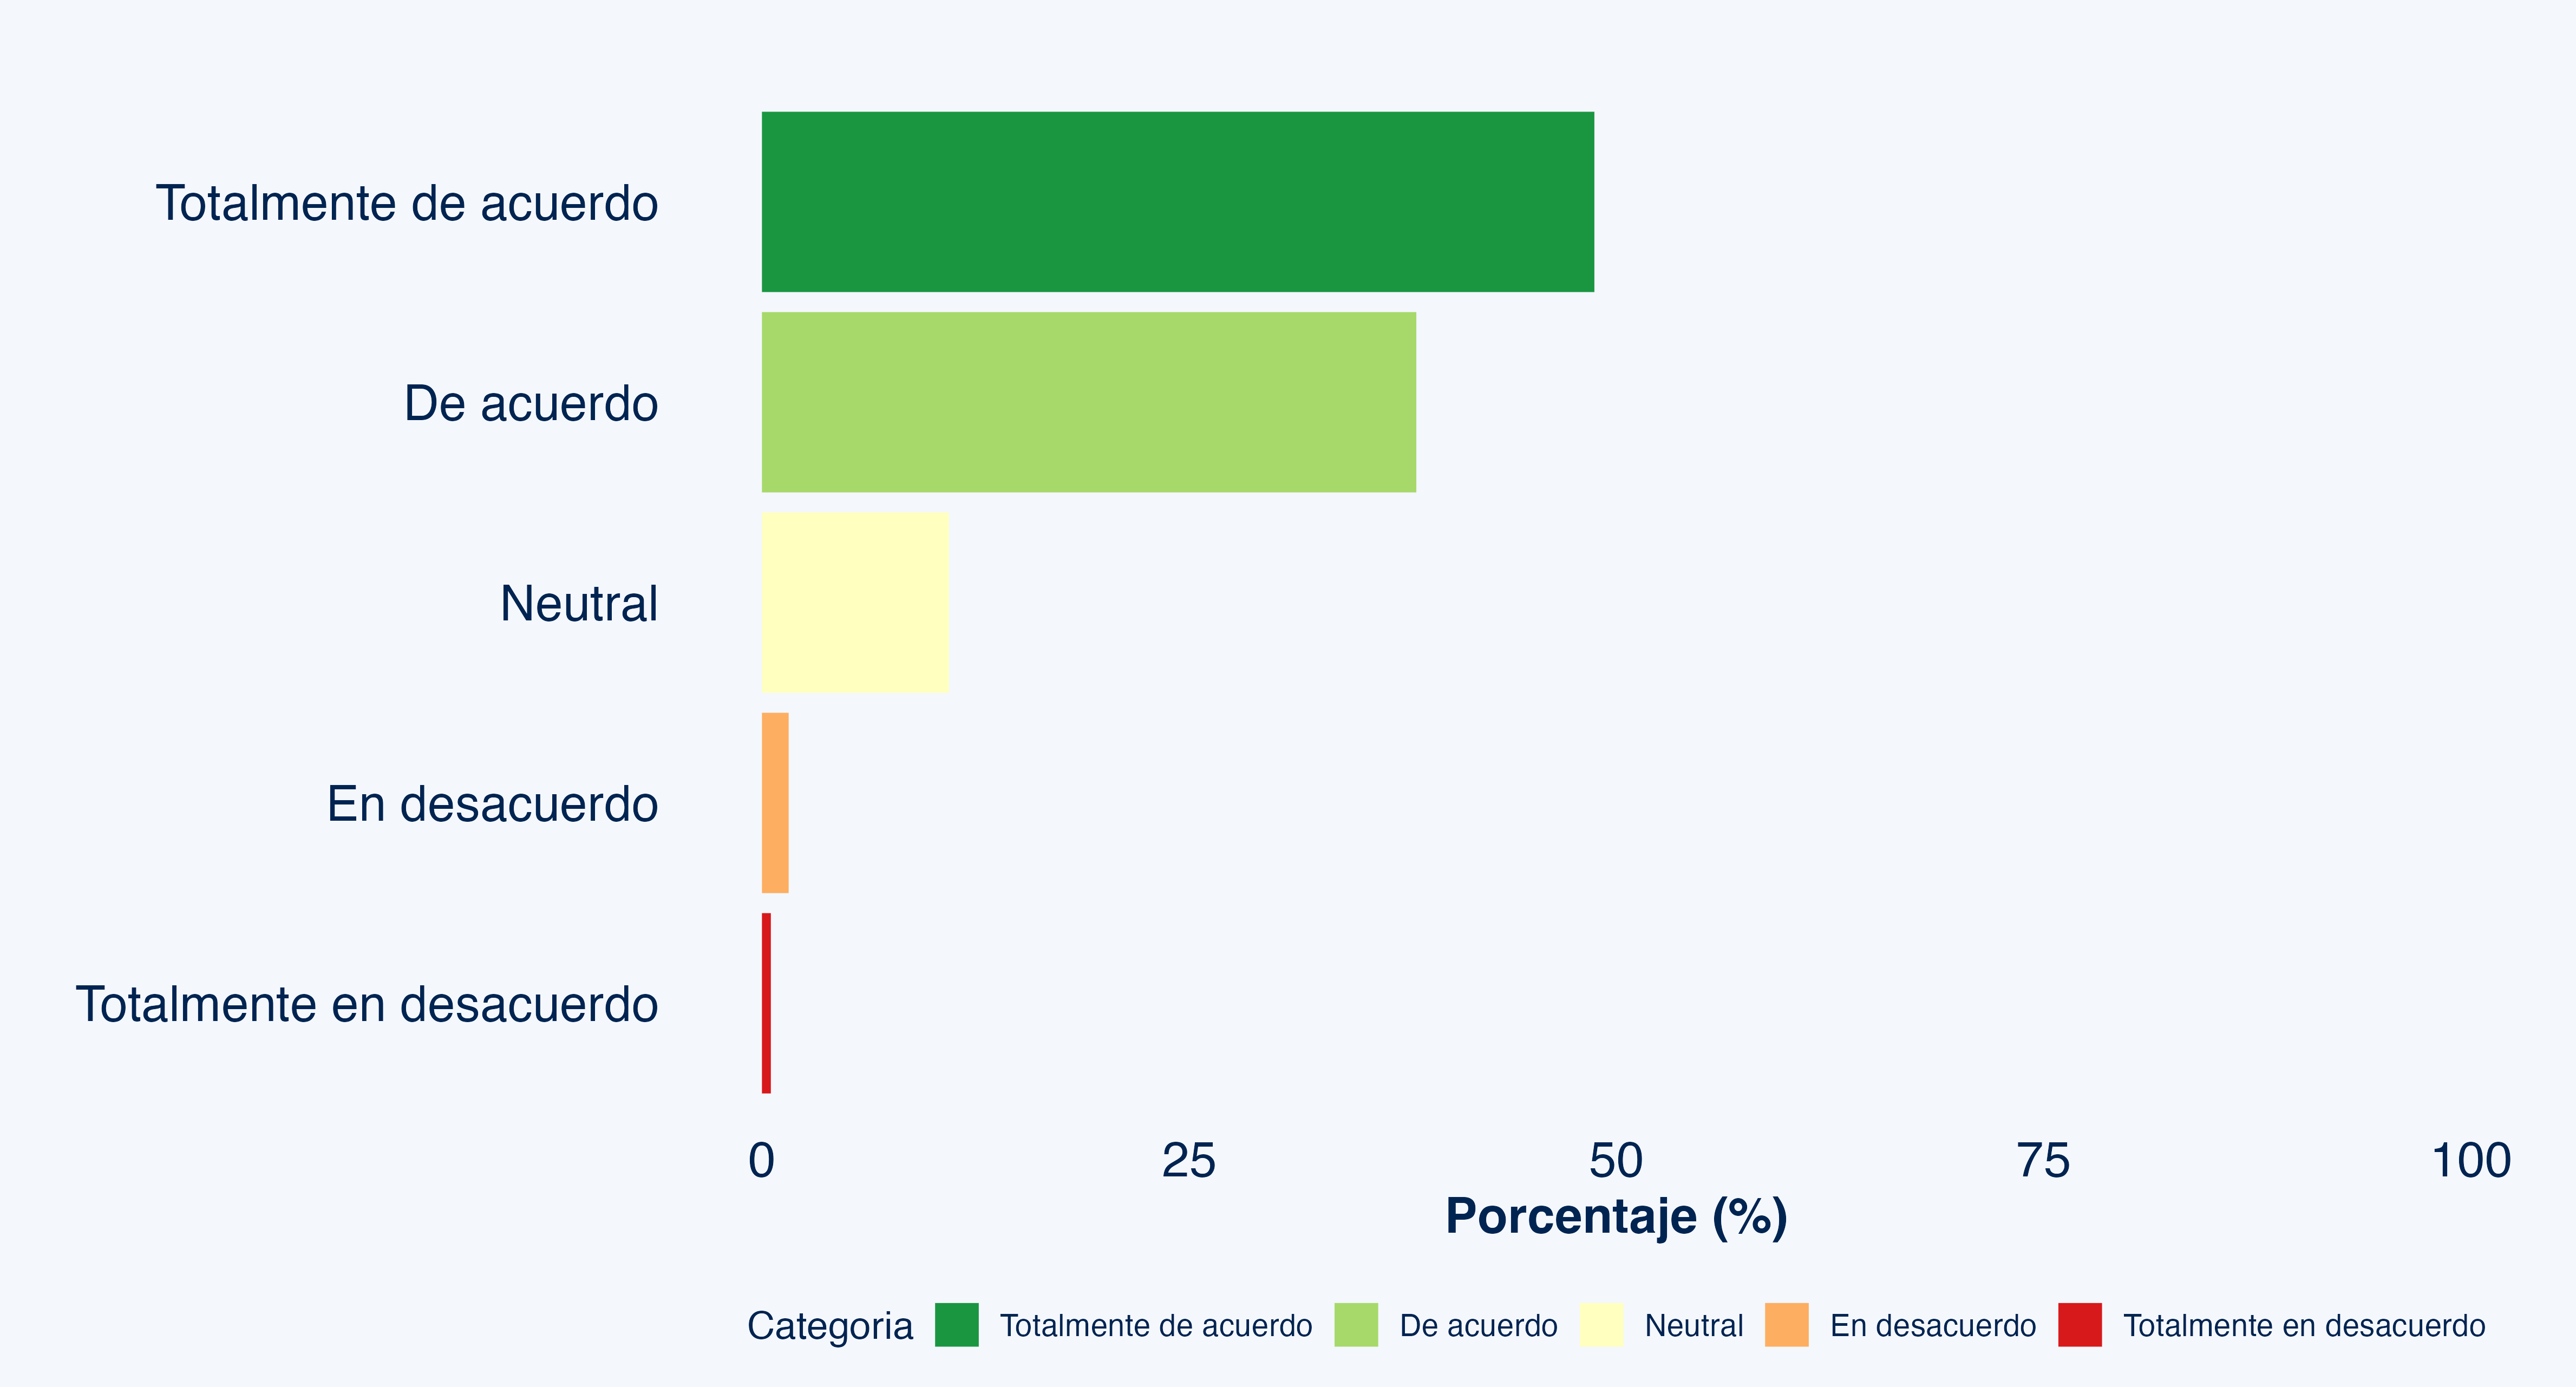 Totalmente de acuerdo
De acuerdo
Neutral
En desacuerdo
Totalmente en desacuerdo
0 25 50 75 100
Porcentaje (%)
Categoria Totalmente de acuerdo De acuerdo Neutral En desacuerdo Totalmente en desacuerdo